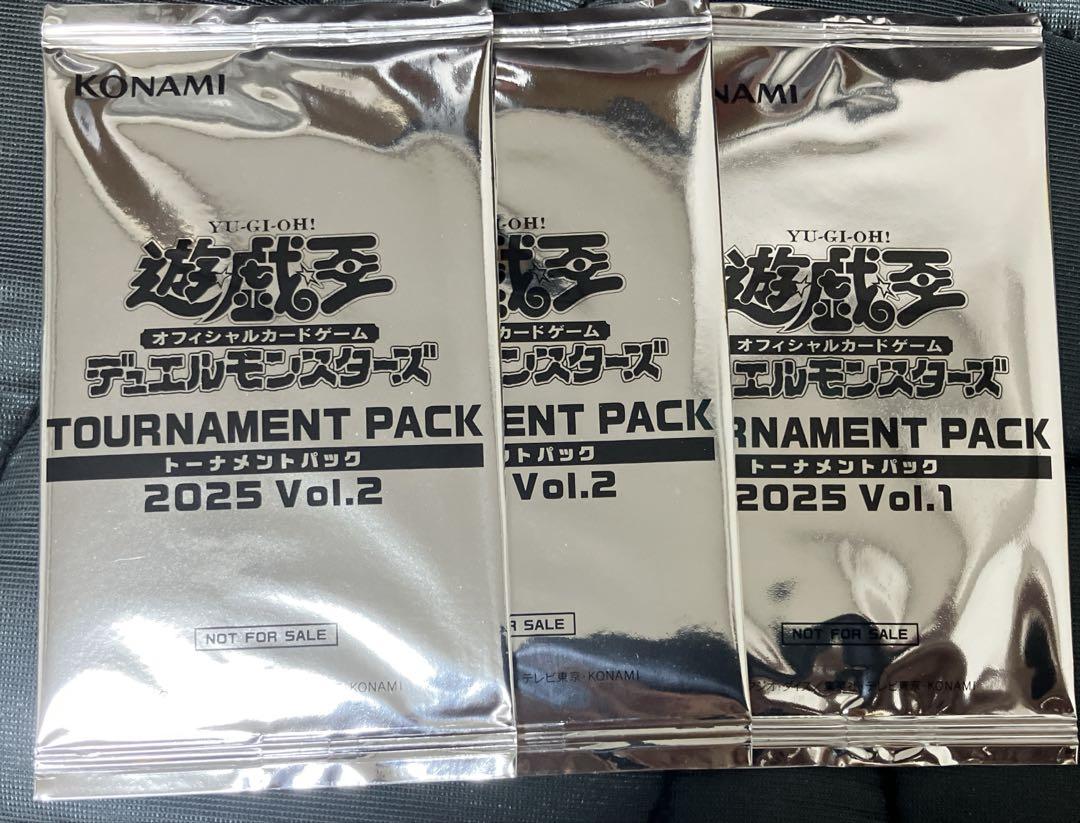 KONAMI
YU-GI-OH!
遊戯王
オフィシャルカードゲーム
デュエルモンスターズ
TOURNAMENT PACK
トーナメントパック
2025 Vol.2
NOT FOR SALE
KONAMI
OH!
戯王
カードゲーム
ンスターズ
ENT PACK
トパック
Vol.2
R SALE
テレビ東京・KONAMI
NAMI
YU-GI-OH!
遊戯王
オフィシャルカードゲーム
エルモンスターズ
RNAMENT PACK
トーナメントパック
2025 Vol.1
NOT FOR SALE
テレビ東京・KONAMI